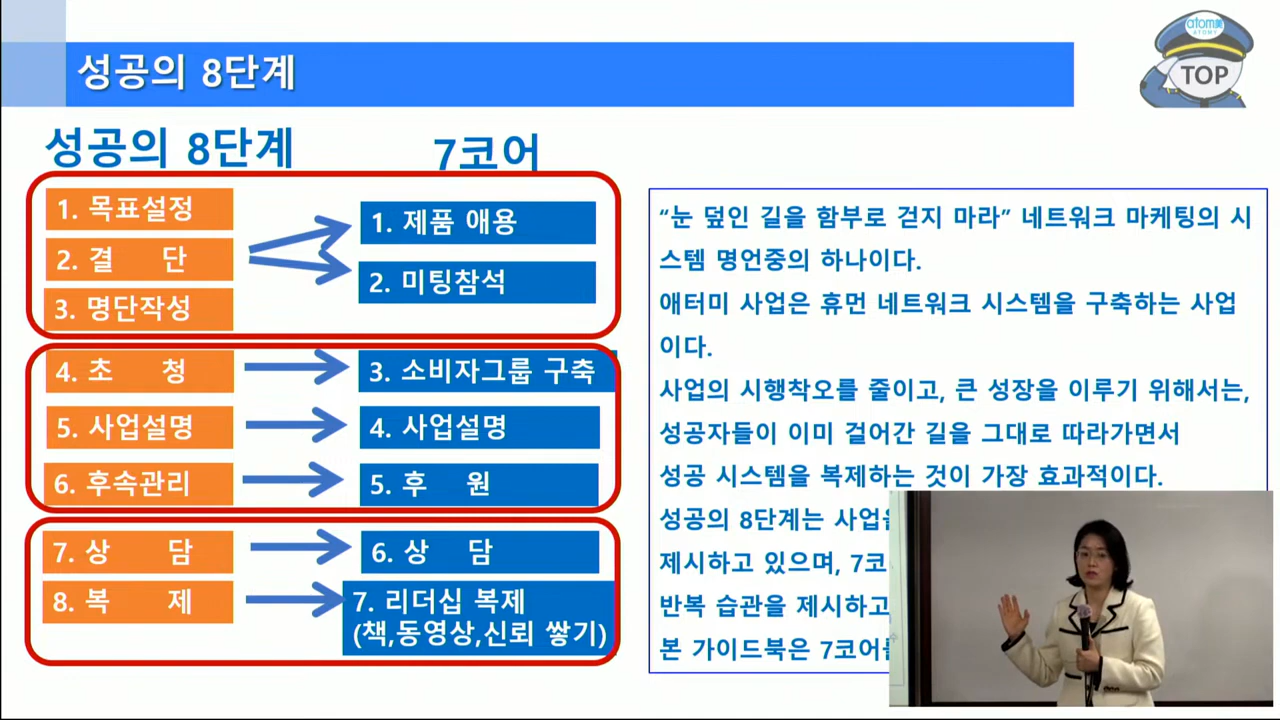 성공의 8단계
atom美
ATOMY
TOP
성공의 8단계
7코어
1. 목표설정
2. 결 단
3. 명단작성
1. 제품 애용
2. 미팅참석
4. 초 청
5. 사업설명
6. 후속관리
3. 소비자그룹 구축
4. 사업설명
5. 후 원
7. 상 담
8. 복 제
6. 상 담
7. 리더십 복제
(책,동영상,신뢰 쌓기)
“눈 덮인 길을 함부로 걷지 마라” 네트워크 마케팅의 시
스템 명언중의 하나이다.
애터미 사업은 휴먼 네트워크 시스템을 구축하는 사업
이다.
사업의 시행착오를 줄이고, 큰 성장을 이루기 위해서는,
성공자들이 이미 걸어간 길을 그대로 따라가면서
성공 시스템을 복제하는 것이 가장 효과적이다.
성공의 8단계는 사업을
제시하고 있으며, 7코
반복 습관을 제시하고
본 가이드북은 7코어